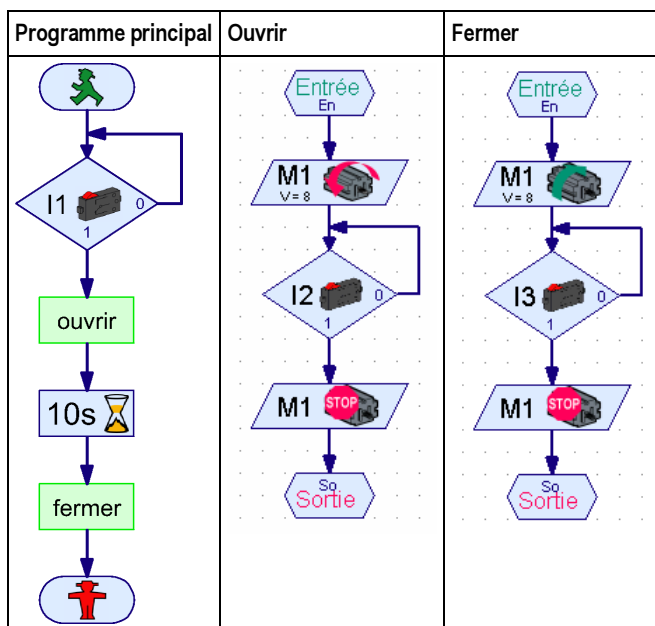 Programme principal
Ouvrir
Fermer
I1
0
1
ouvrir
10s
fermer
Entrée
En
M1
V= 8
I2
0
1
M1
STOP
So
Sortie
Entrée
En
M1
V= 8
I3
0
1
M1
STOP
So
Sortie